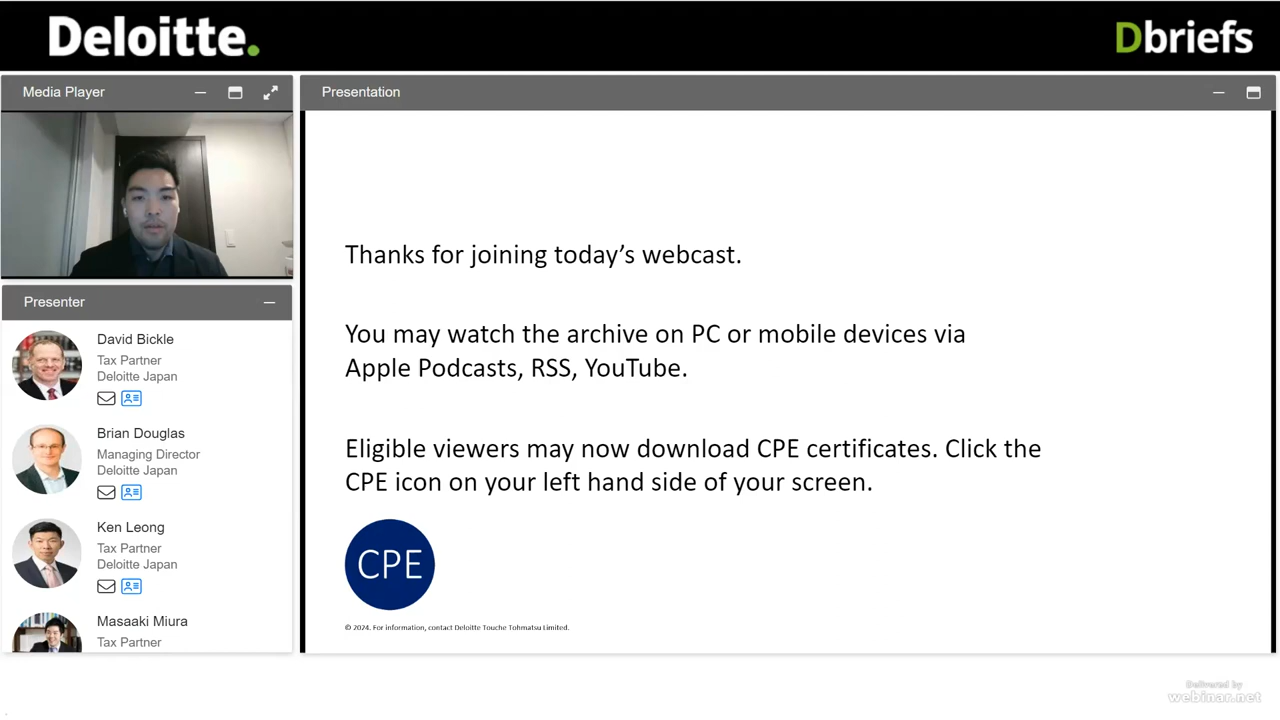 Deloitte.
Dbriefs
Media Player
Presentation
Presenter
David Bickle
Tax Partner
Deloitte Japan
Brian Douglas
Managing Director
Deloitte Japan
Ken Leong
Tax Partner
Deloitte Japan
Masaaki Miura
Tax Partner
Thanks for joining today’s webcast.
You may watch the archive on PC or mobile devices via
Apple Podcasts, RSS, YouTube.
Eligible viewers may now download CPE certificates. Click the
CPE icon on your left hand side of your screen.
CPE
© 2024. For information, contact Deloitte Touche Tohmatsu Limited.
Delivered by
webinar.net